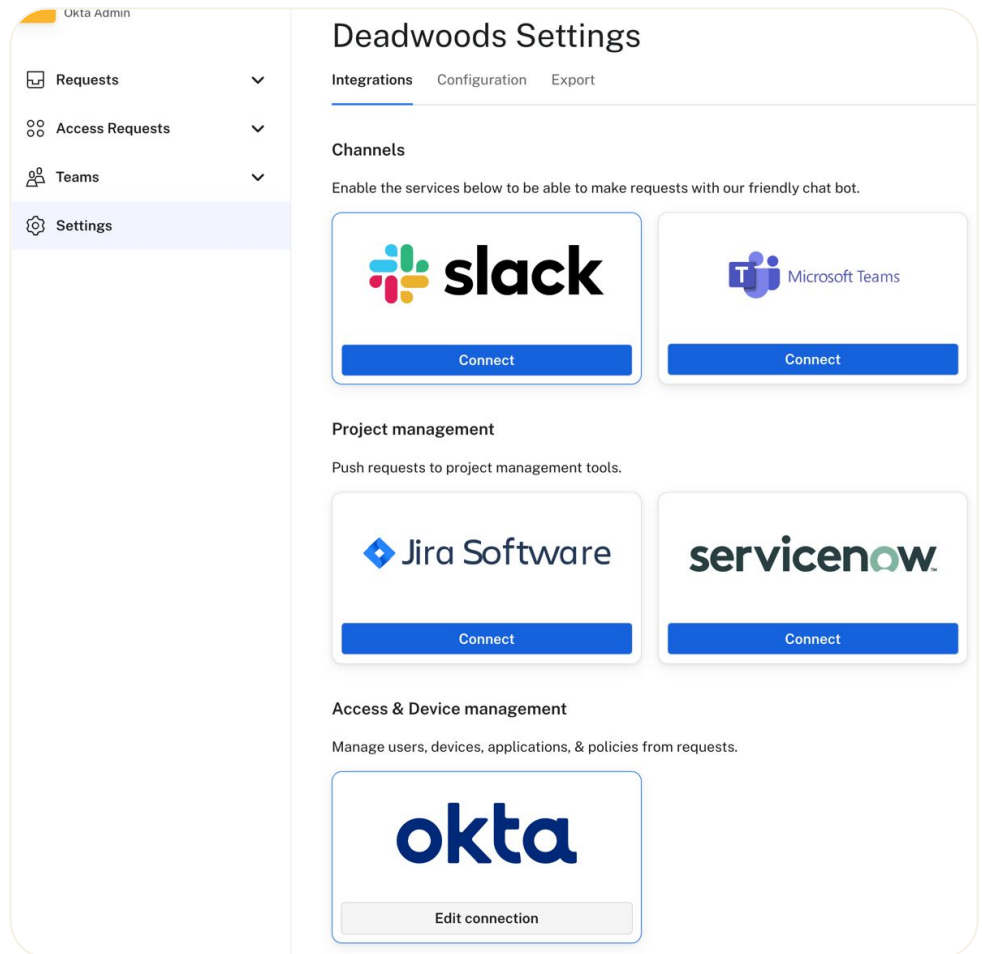 Okta Admin
Requests
Access Requests
Teams
Settings
Deadwoods Settings
Integrations Configuration Export
Channels
Enable the services below to be able to make requests with our friendly chat bot.
slack
T Microsoft Teams
Connect
Connect
Project management
Push requests to project management tools.
Jira Software
servicenow™
Connect
Connect
Access & Device management
Manage users, devices, applications, & policies from requests.
okta
Edit connection